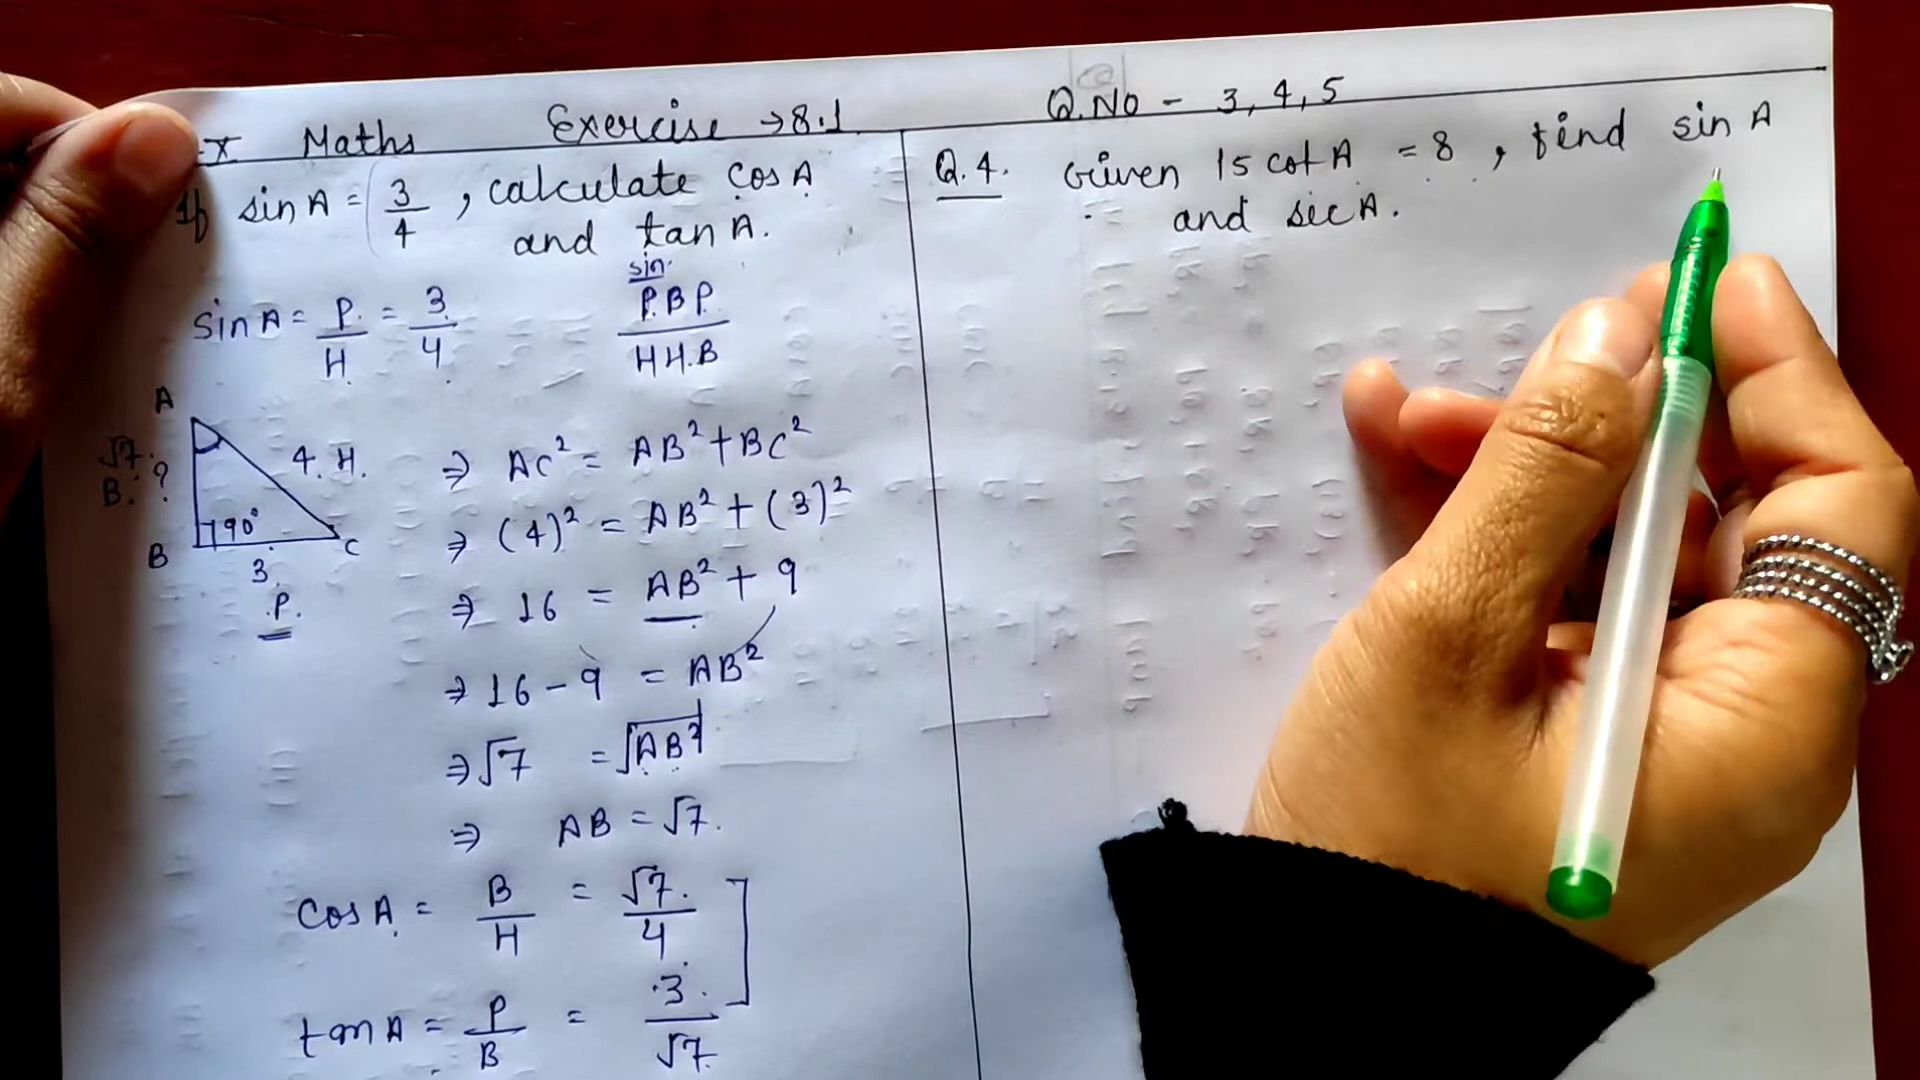 X Maths Exercise → 8.1 Q.No - 3, 4, 5
If sin A = 3/4 , calculate cos A
and tan A.
sin A = P/H = 3/4
sin
P.B P. / H H.B
A
√7. B. ?
4. H.
90°
B C
3
P.
⇒ AC² = AB² + BC²
⇒ (4)² = AB² + (3)²
⇒ 16 = AB² + 9
⇒ 16 - 9 = AB²
⇒ √7 = √AB²
⇒ AB = √7.
cos A = B/H = √7/4
tan A = P/B = 3/√7
Q.4. Given 15 cot A = 8 , find sin A
and sec A.